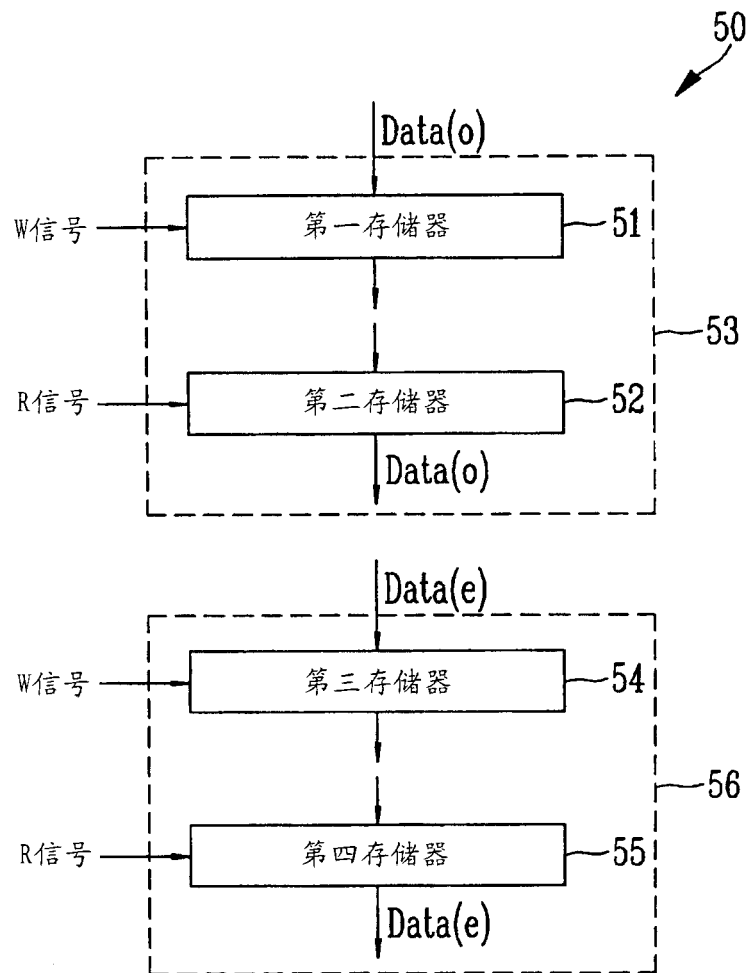 50
Data(o)
W信号
第一存储器
51
53
R信号
第二存储器
52
Data(o)
Data(e)
W信号
第三存储器
54
56
R信号
第四存储器
55
Data(e)